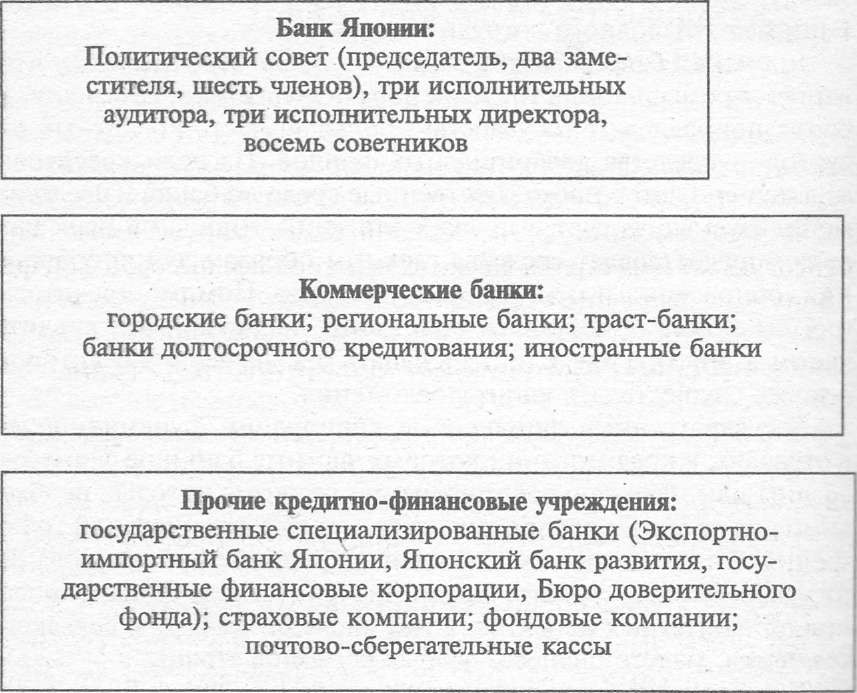 Банк Японии:
Политический совет (председатель, два заме-
стителя, шесть членов), три исполнительных
аудитора, три исполнительных директора,
восемь советников
Коммерческие банки:
городские банки; региональные банки; траст-банки;
банки долгосрочного кредитования; иностранные банки
Прочие кредитно-финансовые учреждения:
государственные специализированные банки (Экспортно-
импортный банк Японии, Японский банк развития, госу-
дарственные финансовые корпорации, Бюро доверительного
фонда); страховые компании; фондовые компании;
почтово-сберегательные кассы